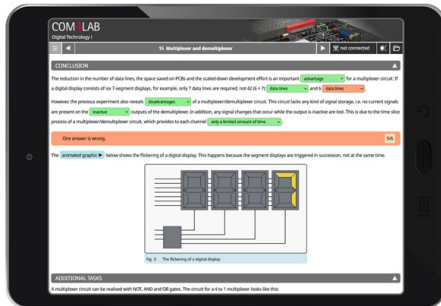 COM4LAB
Digital Technology I
15 Multiplexer and demultiplexer
not connected
CONCLUSION
The reduction in the number of data lines, the space saved on PCBs and the scaled-down development effort is an important advantage for a multiplexer circuit. If
a digital display consists of six 7-segment displays, for example, only 7 data lines are required, not 42 (6 × 7) data lines and 6 data lines .
However, the previous experiment also reveals disadvantages of a multiplexer/demultiplexer circuit. This circuit lacks any kind of signal storage, i.e. no current signals
are present on the inactive outputs of the demultiplexer. In addition, any signal changes that occur while the output is inactive are lost. This is due to the time slice
process of a multiplexer/demultiplexer circuit, which provides to each channel only a limited amount of time .
One answer is wrong. 5/6
The animated graphic below shows the flickering of a digital display. This happens because the segment displays are triggered in succession, not at the same time.
Fig. 3: The flickering of a digital display
ADDITIONAL TASKS
A multiplexer circuit can be realised with NOT, AND and OR gates. The circuit for a 4 to 1 multiplexer looks like this: